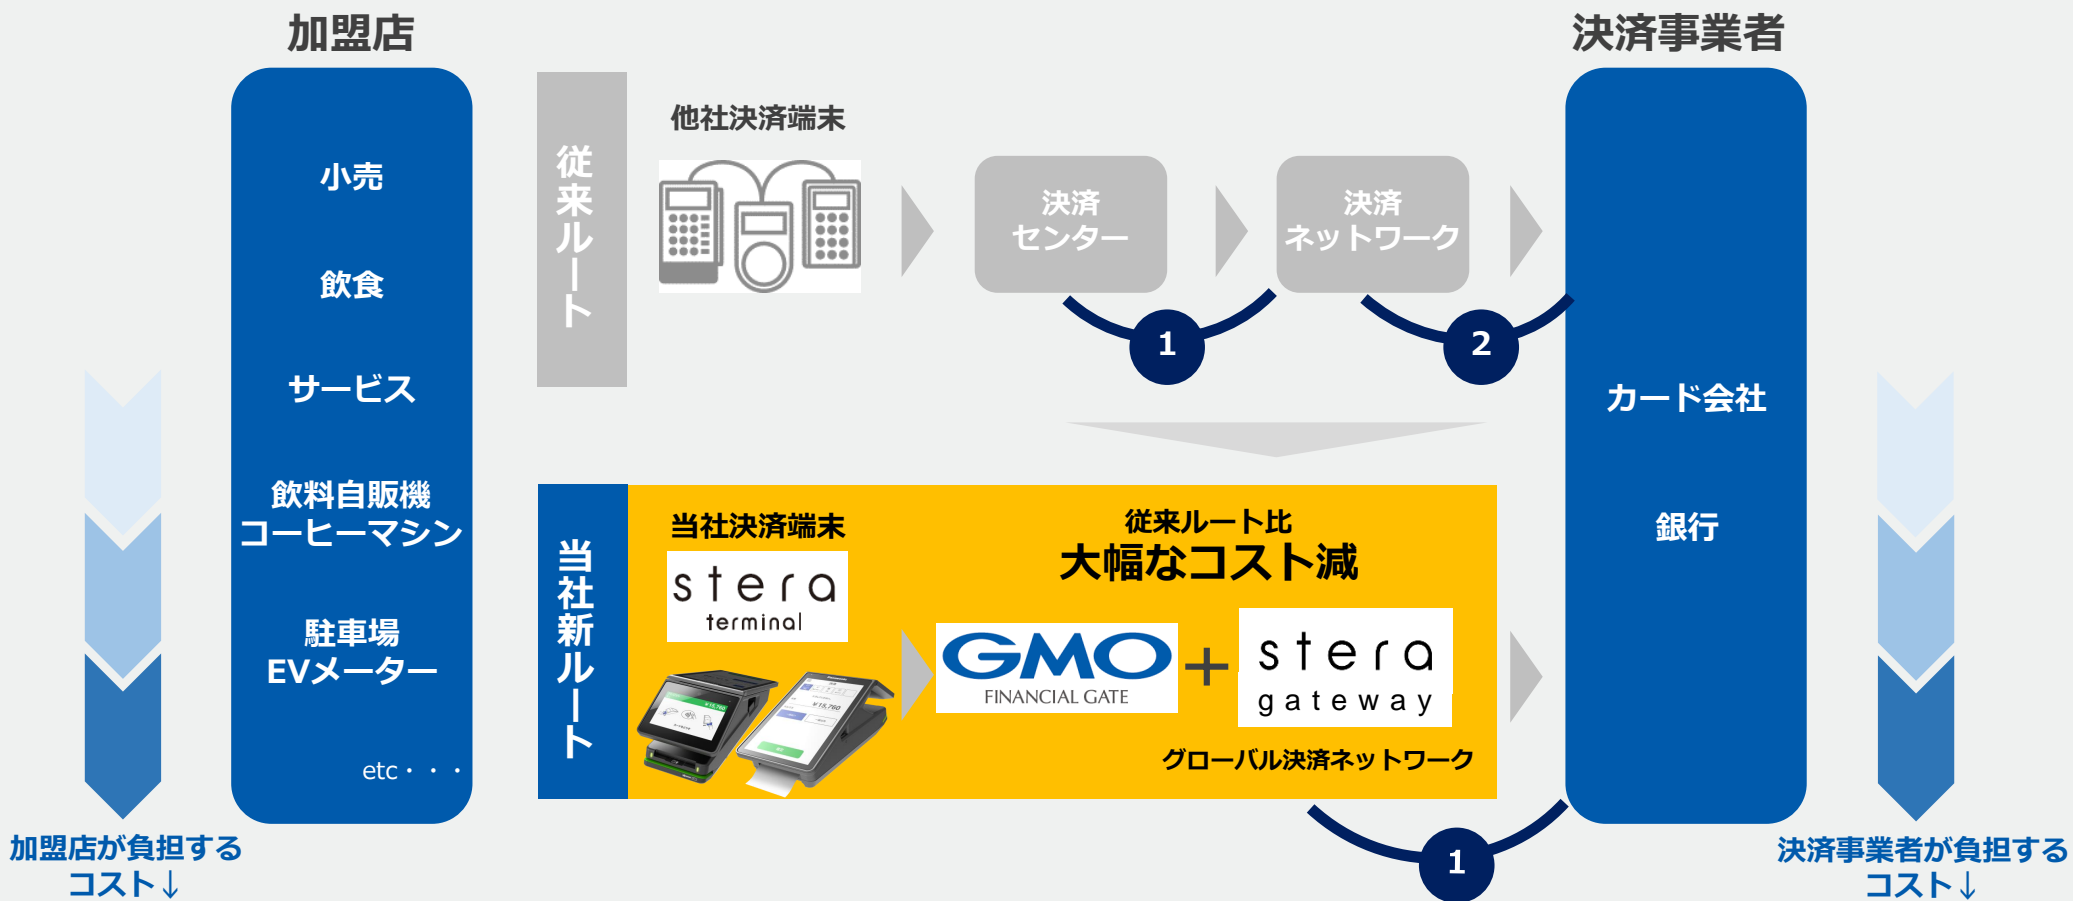 加盟店
小売
飲食
サービス
飲料自販機
コーヒーマシン
駐車場
EVメーター
etc・・・
加盟店が負担する
コスト↓
従来ルート
他社決済端末
決済
センター
決済
ネットワーク
1
2
当社新ルート
当社決済端末
stera
terminal
¥15,760
¥15,760
従来ルート比
大幅なコスト減
GMO
FINANCIAL GATE
+
stera
gateway
グローバル決済ネットワーク
1
決済事業者
カード会社
銀行
決済事業者が負担する
コスト↓